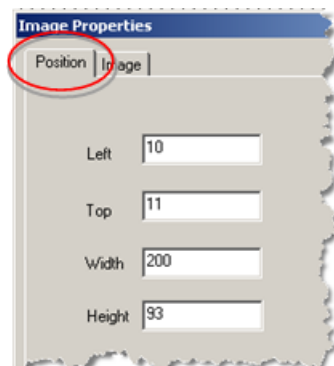 Image Properties
Position Image
Left 10
Top 11
Width 200
Height 93